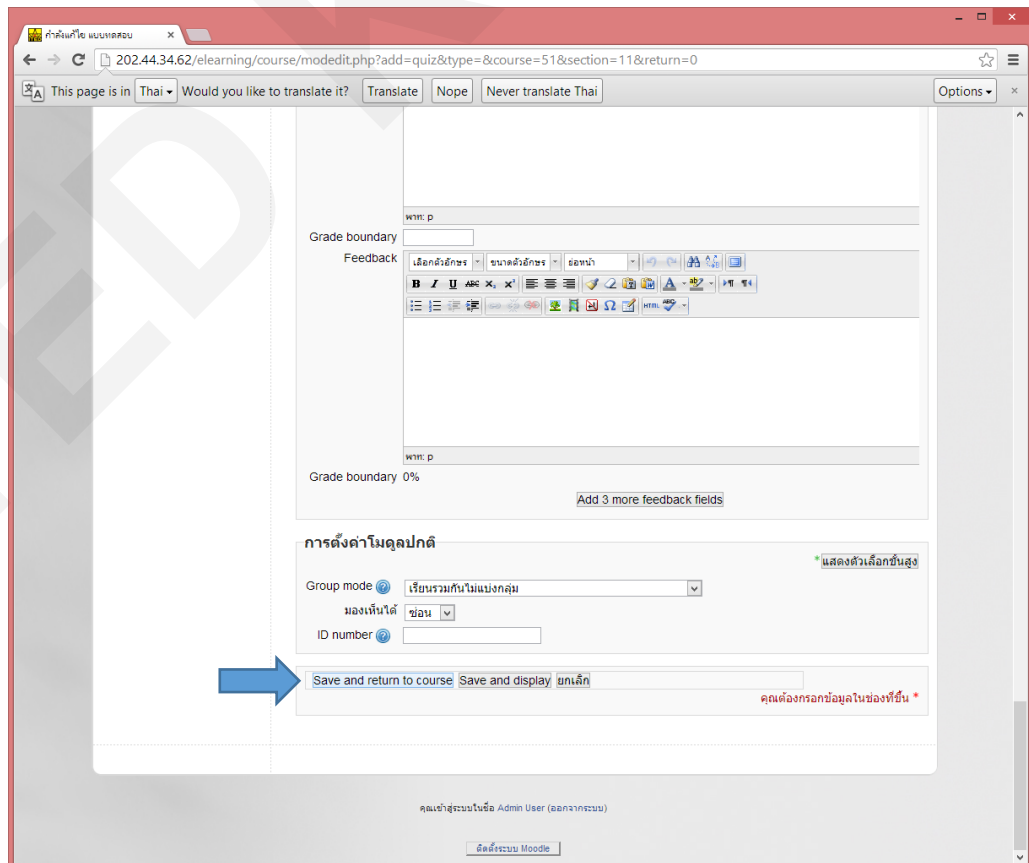 กำลังแก้ไข แบบทดสอบ
202.44.34.62/elearning/course/modedit.php?add=quiz&type=&course=51&section=11&return=0
This page is in Thai Would you like to translate it? Translate Nope Never translate Thai Options
พาท: p
Grade boundary
Feedback เลือกตัวอักษร ขนาดตัวอักษร ย่อหน้า
B I U ABC X₂ X² A ab
Ω HTML ABC
พาท: p
Grade boundary 0%
Add 3 more feedback fields
การตั้งค่าโมดูลปกติ
* แสดงตัวเลือกขั้นสูง
Group mode เรียนรวมกันไม่แบ่งกลุ่ม
มองเห็นได้ ซ่อน
ID number
Save and return to course Save and display ยกเลิก
คุณต้องกรอกข้อมูลในช่องที่ขึ้น *
คุณเข้าสู่ระบบในชื่อ Admin User (ออกจากระบบ)
ติดตั้งระบบ Moodle